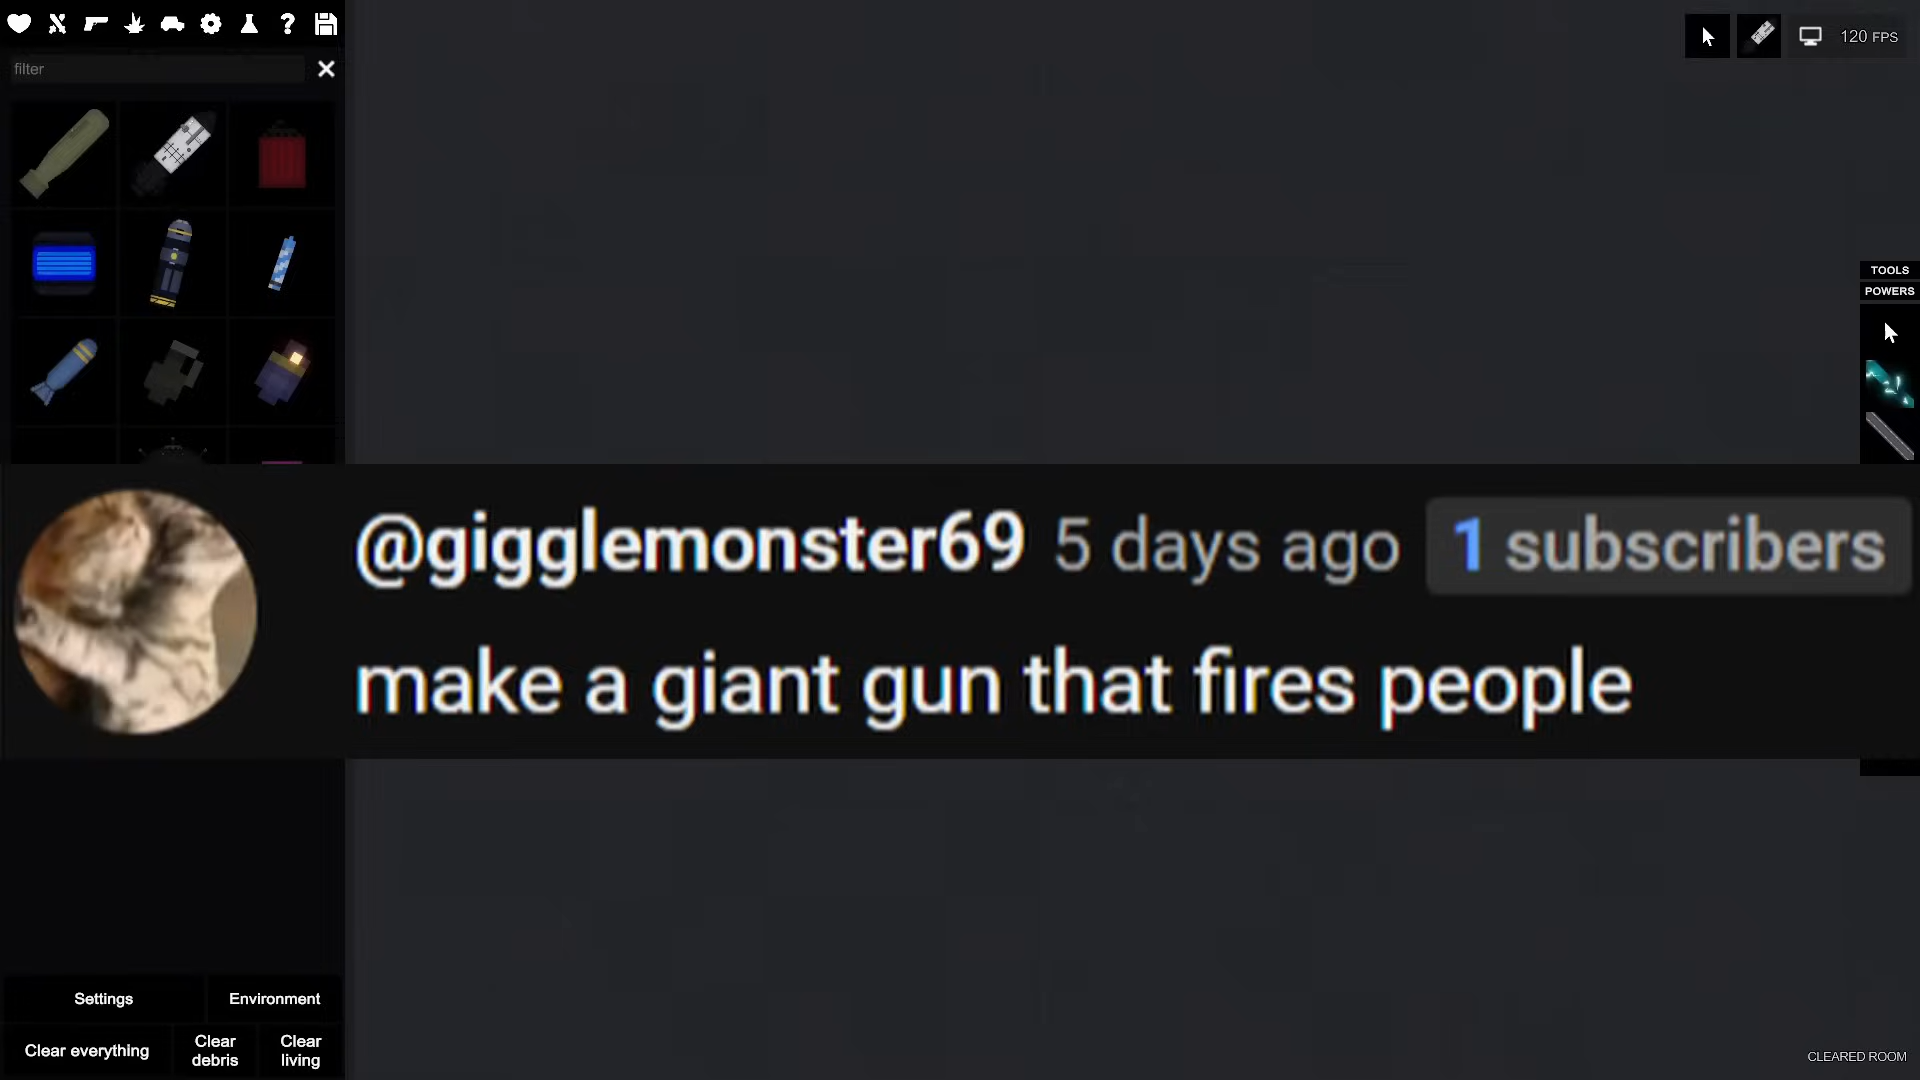 120 FPS
filter
TOOLS
POWERS
@gigglemonster69 5 days ago 1 subscribers
make a giant gun that fires people
Settings
Environment
Clear everything
Clear
debris
Clear
living
CLEARED ROOM